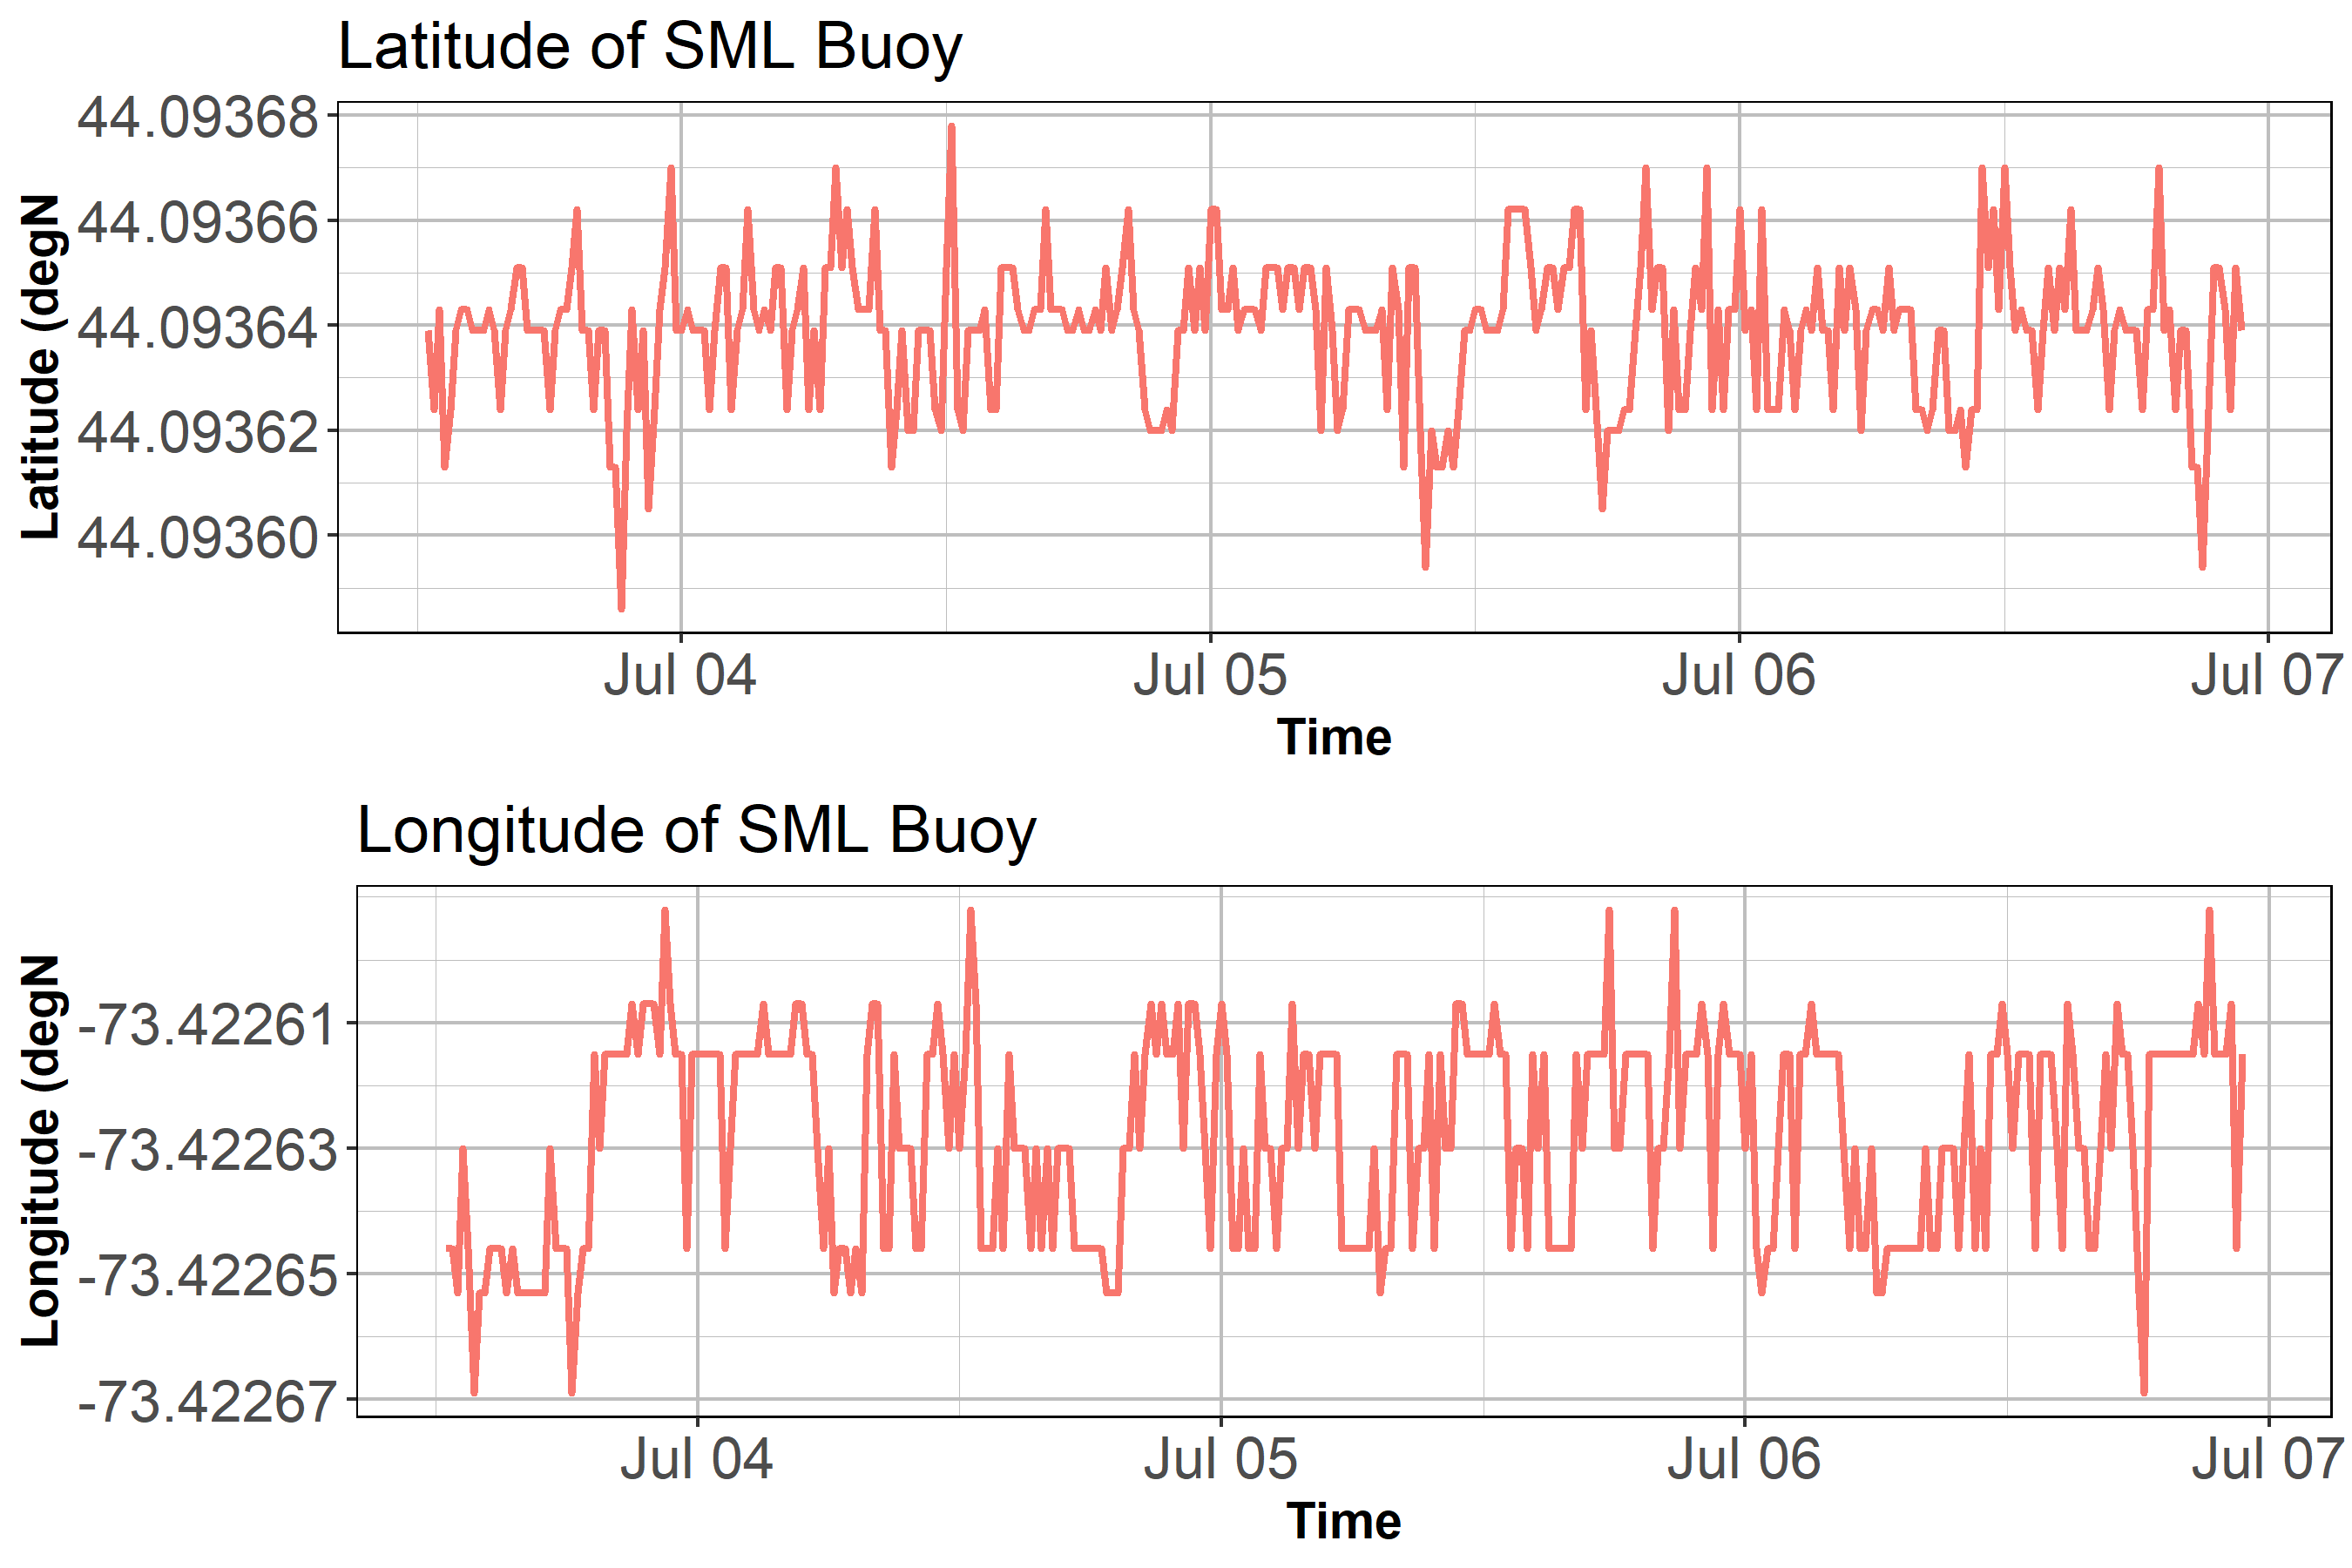 Latitude of SML Buoy
Latitude (degN
44.09368
44.09366
44.09364
44.09362
44.09360
Jul 04 Jul 05 Jul 06 Jul 07
Time
Longitude of SML Buoy
Longitude (degN
-73.42261
-73.42263
-73.42265
-73.42267
Jul 04 Jul 05 Jul 06 Jul 07
Time